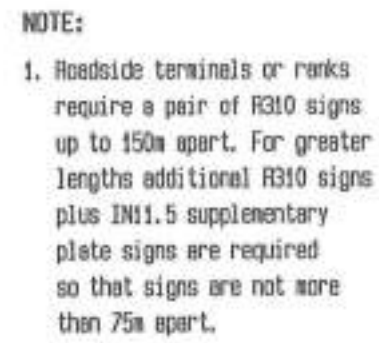 NOTE:
1. Roadside terminals or ranks
require a pair of R310 signs
up to 150m apart. For greater
lengths additional R310 signs
plus IN11.5 supplementary
plate signs are required
so that signs are not more
than 75m apart.